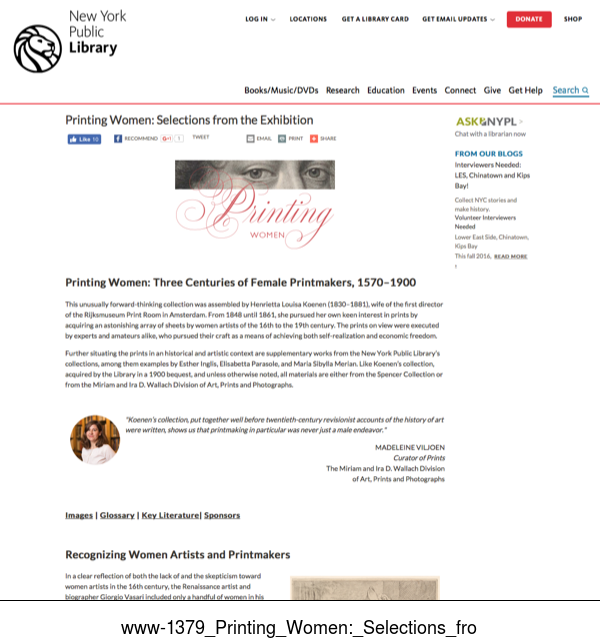 New York
Public
Library
LOG IN
LOCATIONS
GET A LIBRARY CARD
GET EMAIL UPDATES
DONATE
SHOP
Books/Music/DVDs Research Education Events Connect Give Get Help Search
Printing Women: Selections from the Exhibition
Like 10
RECOMMEND
G+1
1
TWEET
EMAIL
PRINT
SHARE
ASK NYPL
Chat with a librarian now
FROM OUR BLOGS
Interviewers Needed:
LES, Chinatown and Kips
Bay!
Collect NYC stories and
make history.
Volunteer Interviewers
Needed
Lower East Side, Chinatown,
Kips Bay
This fall 2016, READ MORE
Printing
WOMEN
Printing Women: Three Centuries of Female Printmakers, 1570–1900
This unusually forward-thinking collection was assembled by Henrietta Louisa Koenen (1830–1881), wife of the first director
of the Rijksmuseum Print Room in Amsterdam. From 1848 until 1861, she pursued her own keen interest in prints by
acquiring an astonishing array of sheets by women artists of the 16th to the 19th century. The prints on view were executed
by experts and amateurs alike, who pursued their craft as a means of achieving both self-realization and economic freedom.
Further situating the prints in an historical and artistic context are supplementary works from the New York Public Library's
collections, among them examples by Esther Inglis, Elisabetta Parasole, and Maria Sibylla Merian. Like Koenen's collection,
acquired by the Library in a 1900 bequest, and unless otherwise noted, all materials are either from the Spencer Collection or
from the Miriam and Ira D. Wallach Division of Art, Prints and Photographs.
"Koenen's collection, put together well before twentieth-century revisionist accounts of the history of art
were written, shows us that printmaking in particular was never just a male endeavor."
MADELEINE VILJOEN
Curator of Prints
The Miriam and Ira D. Wallach Division
of Art, Prints and Photographs
Images | Glossary | Key Literature| Sponsors
Recognizing Women Artists and Printmakers
In a clear reflection of both the lack of and the skepticism toward
women artists in the 16th century, the Renaissance artist and
biographer Giorgio Vasari included only a handful of women in his
www-1379_Printing_Women:_Selections_fro